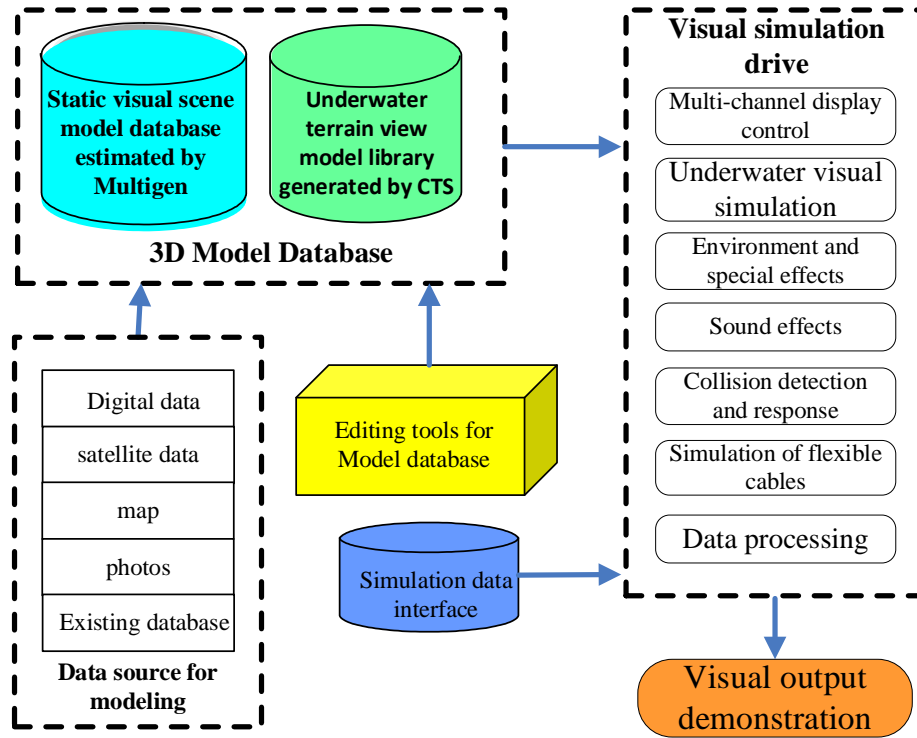 Static visual scene
model database
estimated by
Multigen
Underwater
terrain view
model library
generated by CTS
3D Model Database
Visual simulation
drive
Multi-channel display
control
Underwater visual
simulation
Environment and
special effects
Sound effects
Collision detection
and response
Simulation of flexible
cables
Data processing
Digital data
satellite data
map
photos
Existing database
Data source for
modeling
Editing tools for
Model database
Simulation data
interface
Visual output
demonstration